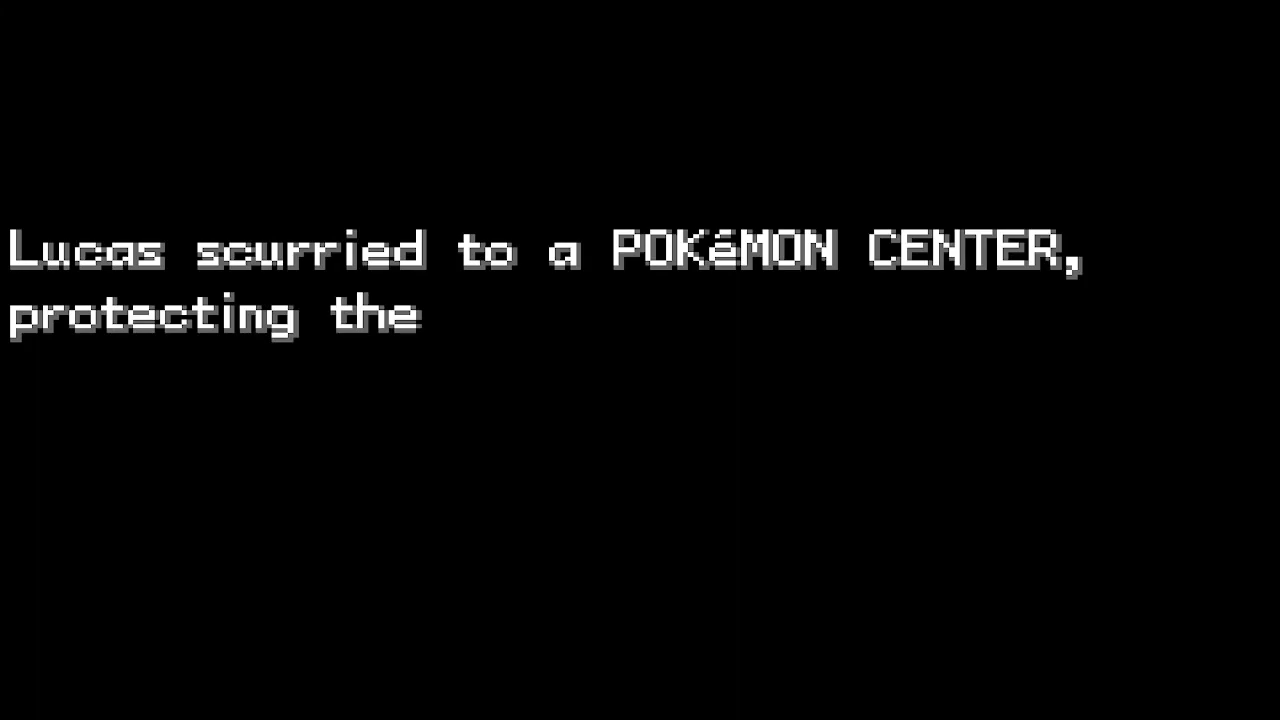 Lucas scurried to a POKéMON CENTER,
protecting the